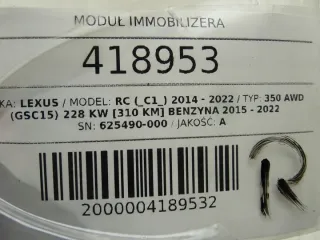 MODUŁ IMMOBILIZERA
418953
KA: LEXUS / MODEL: RC (_C1_) 2014 - 2022 / TYP: 350 AWD
(GSC15) 228 KW [310 KM] BENZYNA 2015 - 2022
SN: 625490-000 / JAKOŚĆ: A
2000004189532
R